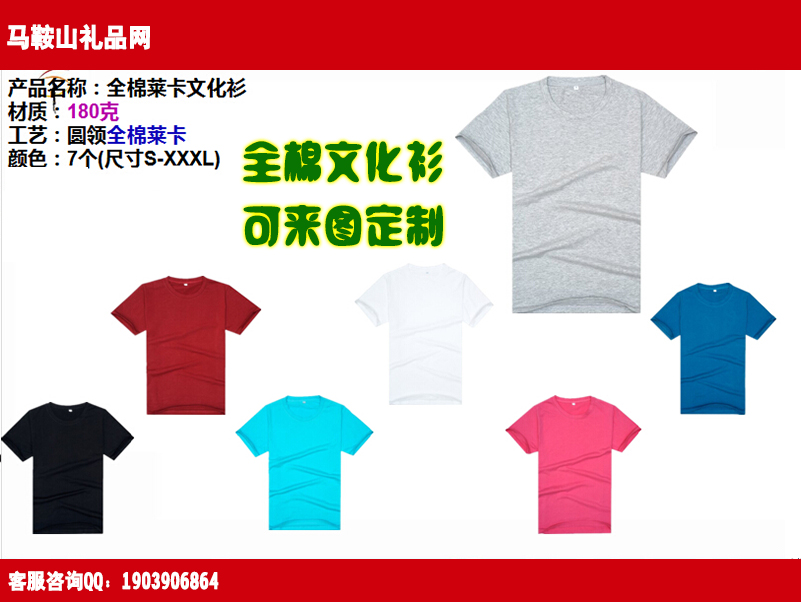 马鞍山礼品网
产品名称：全棉莱卡文化衫
材质：180克
工艺：圆领全棉莱卡
颜色：7个(尺寸S-XXXL)
全棉文化衫
可来图定制
客服咨询QQ：1903906864